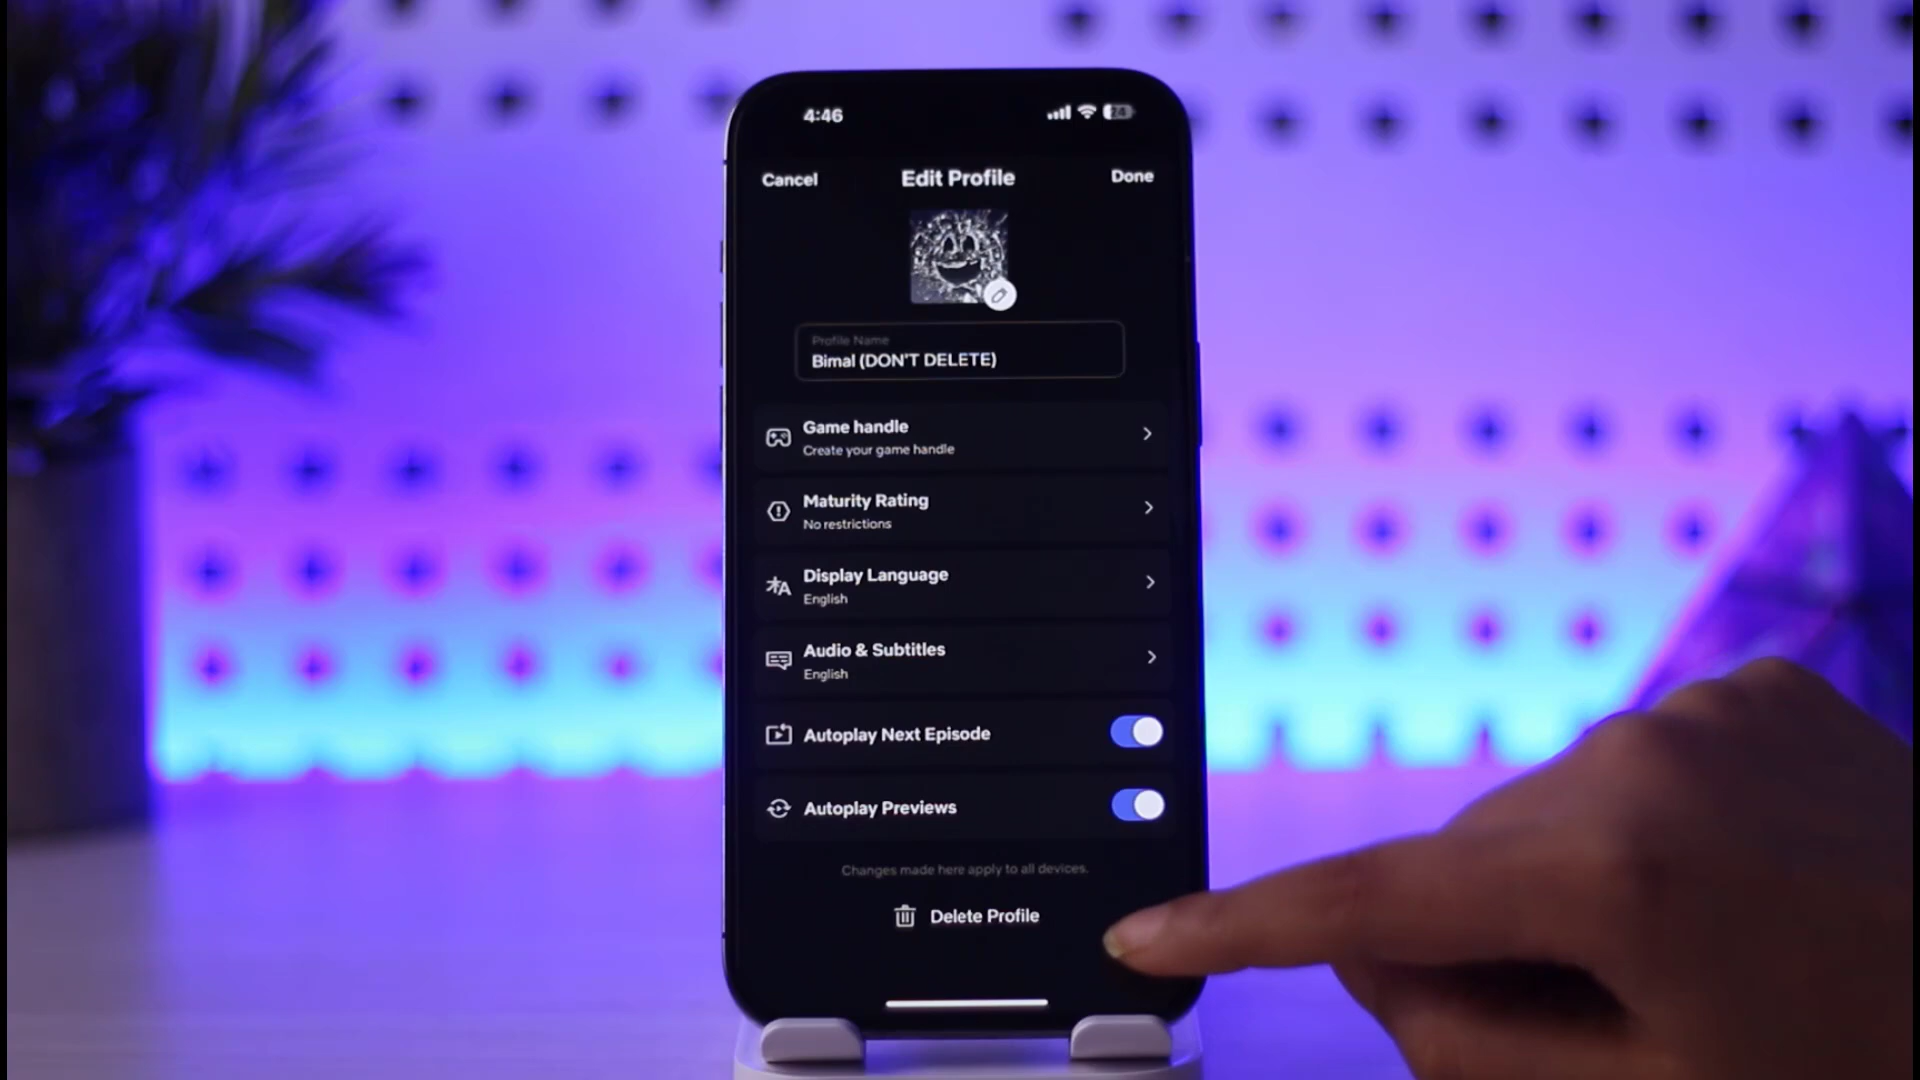 4:46
24
Cancel
Edit Profile
Done
Profile Name
Bimal (DON'T DELETE)
Game handle
Create your game handle
Maturity Rating
No restrictions
Display Language
English
Audio & Subtitles
English
Autoplay Next Episode
Autoplay Previews
Changes made here apply to all devices.
Delete Profile